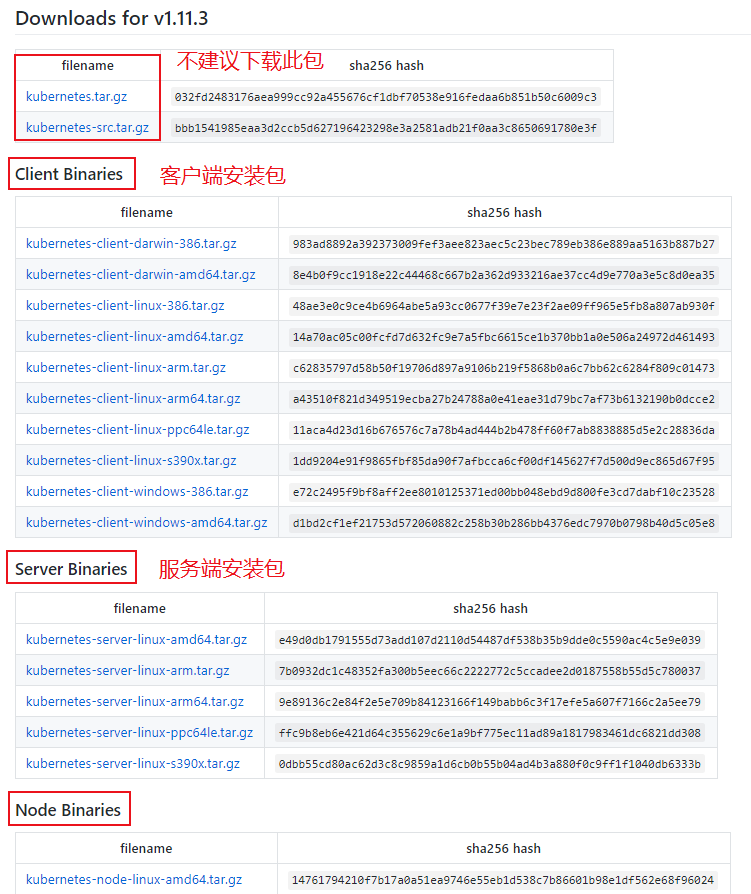 Downloads for v1.11.3
filename 不建议下载此包 sha256 hash
kubernetes.tar.gz 032fd2483176aea999cc92a455676cf1dbf70538e916fedaa6b851b50c6009c3
kubernetes-src.tar.gz bbb1541985eaa3d2ccb5d627196423298e3a2581adb21f0aa3c8650691780e3f
Client Binaries 客户端安装包
filename sha256 hash
kubernetes-client-darwin-386.tar.gz 983ad8892a392373009fef3aee823aec5c23bec789eb386e889aa5163b887b27
kubernetes-client-darwin-amd64.tar.gz 8e4b0f9cc1918e22c44468c667b2a362d933216ae37cc4d9e770a3e5c8d0ea35
kubernetes-client-linux-386.tar.gz 48ae3e0c9ce4b6964abe5a93cc0677f39e7e23f2ae09ff965e5fb8a807ab930f
kubernetes-client-linux-amd64.tar.gz 14a70ac05c00fcfd7d632fc9e7a5fbc6615ce1b370bb1a0e506a24972d461493
kubernetes-client-linux-arm.tar.gz c62835797d58b50f19706d897a9106b219f5868b0a6c7bb62c6284f809c01473
kubernetes-client-linux-arm64.tar.gz a43510f821d349519ecba27b24788a0e41eae31d79bc7af73b6132190b0dcce2
kubernetes-client-linux-ppc64le.tar.gz 11aca4d23d16b676576c7a78b4ad444b2b478ff60f7ab8838885d5e2c28836da
kubernetes-client-linux-s390x.tar.gz 1dd9204e91f9865fbf85da90f7afbcca6cf00df145627f7d500d9ec865d67f95
kubernetes-client-windows-386.tar.gz e72c2495f9bf8aff2ee8010125371ed00bb048ebd9d800fe3cd7dabf10c23528
kubernetes-client-windows-amd64.tar.gz d1bd2cf1ef21753d572060882c258b30b286bb4376edc7970b0798b40d5c05e8
Server Binaries 服务端安装包
filename sha256 hash
kubernetes-server-linux-amd64.tar.gz e49d0db1791555d73add107d2110d54487df538b35b9dde0c5590ac4c5e9e039
kubernetes-server-linux-arm.tar.gz 7b0932dc1c48352fa300b5eec66c2222772c5ccadee2d0187558b55d5c780037
kubernetes-server-linux-arm64.tar.gz 9e89136c2e84f2e5e709b84123166f149babb6c3f17efe5a607f7166c2a5ee79
kubernetes-server-linux-ppc64le.tar.gz ffc9b8eb6e421d64c355629c6e1a9bf775ec11ad89a1817983461dc6821dd308
kubernetes-server-linux-s390x.tar.gz 0dbb55cd80ac62d3c8c9859a1d6cb0b55b04ad4b3a880f0c9ff1f1040db6333b
Node Binaries
filename sha256 hash
kubernetes-node-linux-amd64.tar.gz 14761794210f7b17a0a51ea9746e55eb1d538c7b86601b98e1df562e68f96024